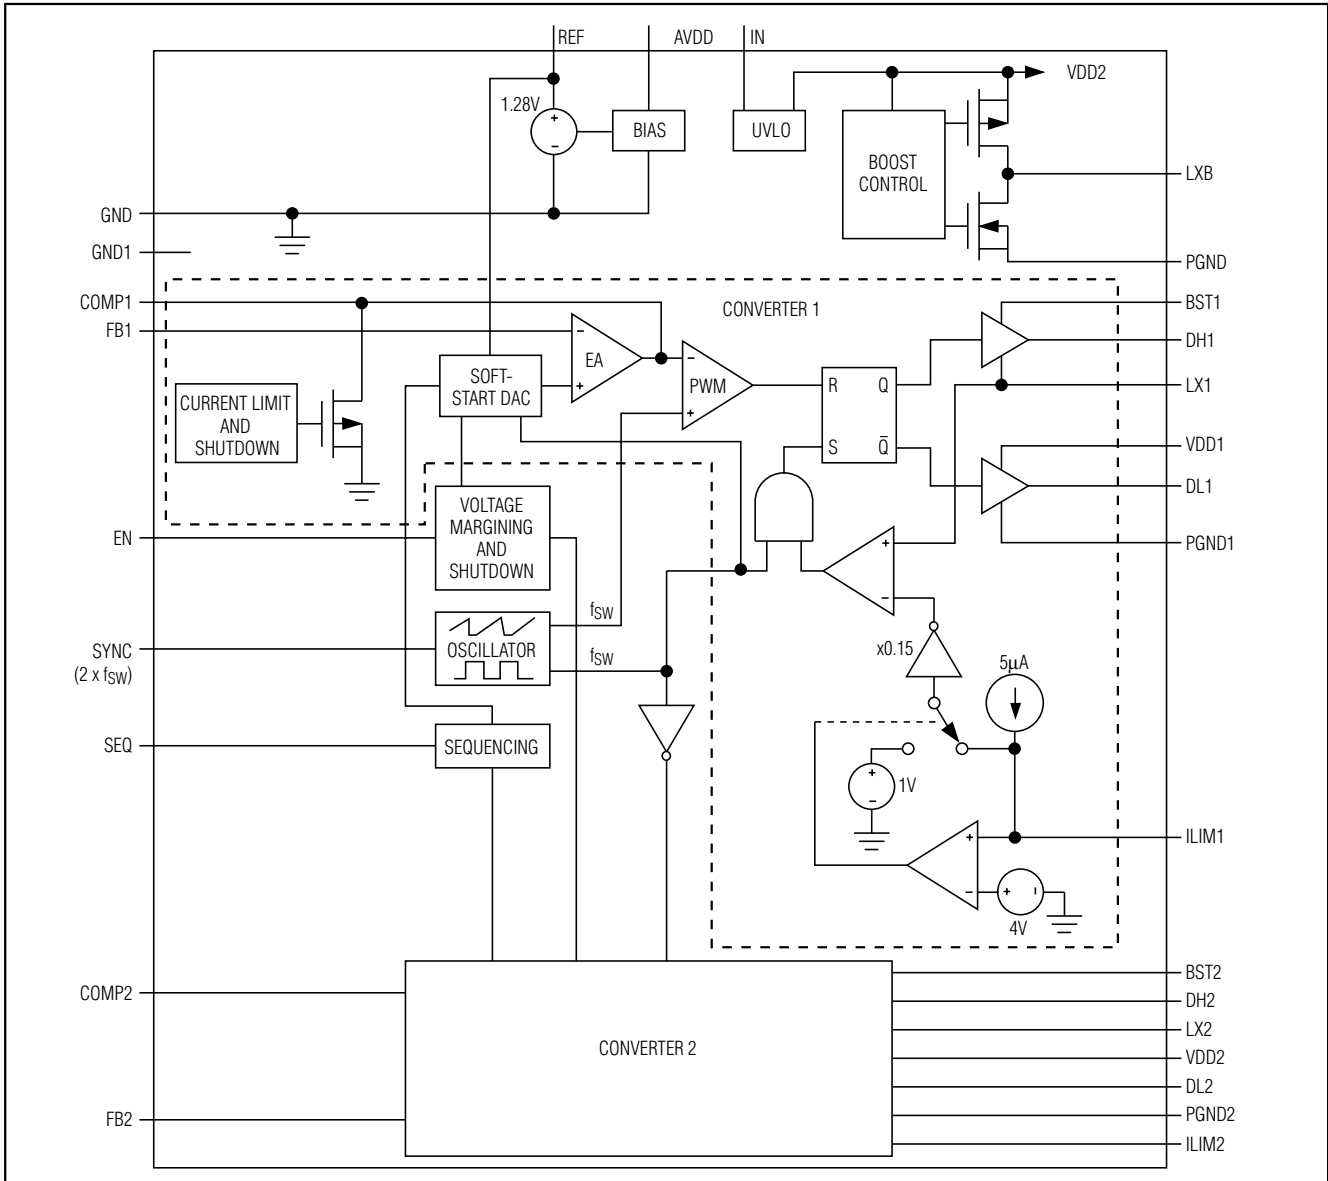 REF
AVDD
IN
VDD2
1.28V
+
−
BIAS
UVLO
BOOST
CONTROL
LXB
GND
GND1
PGND
COMP1
FB1
CONVERTER 1
BST1
DH1
LX1
VDD1
DL1
PGND1
−
EA
+
−
PWM
+
SOFT-
START DAC
CURRENT LIMIT
AND
SHUTDOWN
R
Q
S
Q̅
EN
VOLTAGE
MARGINING
AND
SHUTDOWN
+
−
fSW
SYNC
(2 x fSW)
OSCILLATOR
fSW
x0.15
5µA
SEQ
SEQUENCING
+
1V
−
+
ILIM1
−
+
-
4V
COMP2
FB2
CONVERTER 2
BST2
DH2
LX2
VDD2
DL2
PGND2
ILIM2